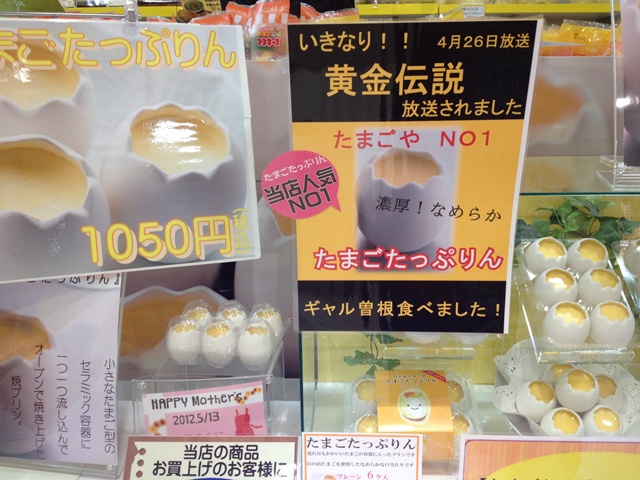 まごたっぷりん
1050円
いきなり！！ 4月26日放送
黄金伝説
放送されました
たまごや NO1
たまごたっぷりん
当店人気
NO1
濃厚！なめらか
たまごたっぷりん
ギャル曽根食べました！
小さなたまご型の
セラミック容器に
一つ一つ流し込んで
オーブンで焼き上げた
焼プリン。
HAPPY Mother's
2012.5/13
当店の商品
お買上げのお客様に
たまごたっぷりん
プレーン 6ヶ入